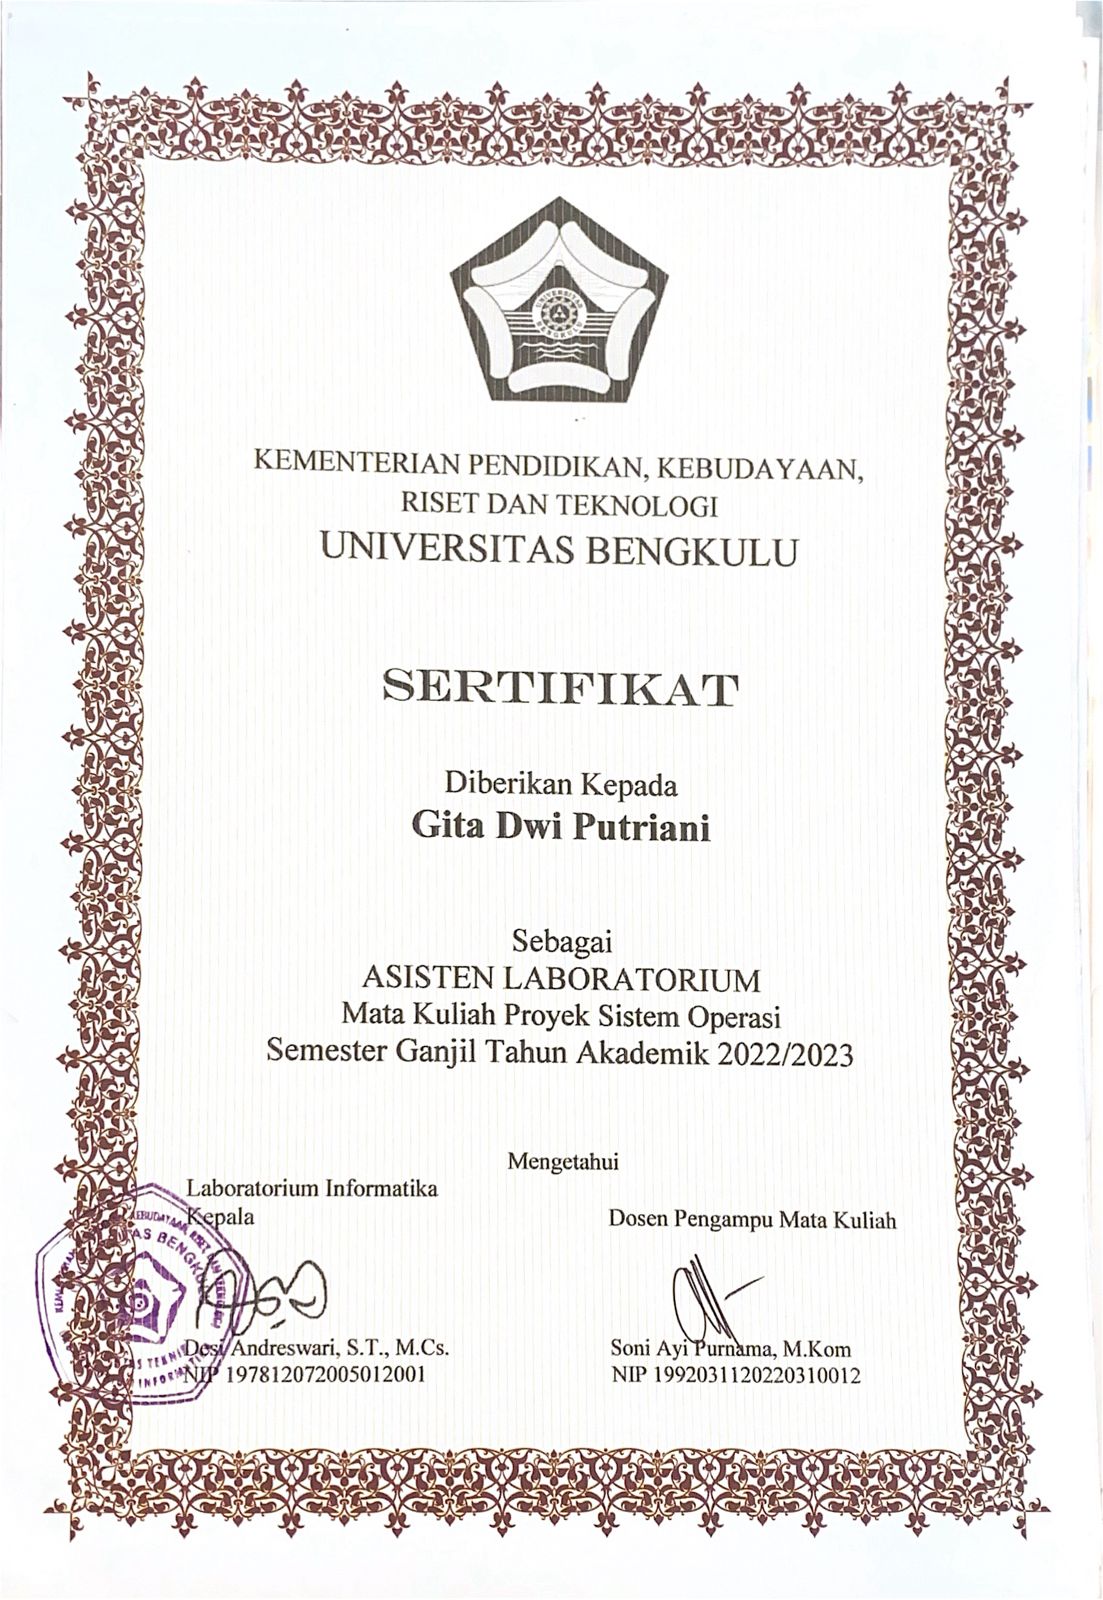 UNIVERSITAS BENGKULU
KEMENTERIAN PENDIDIKAN, KEBUDAYAAN,
RISET DAN TEKNOLOGI
UNIVERSITAS BENGKULU
SERTIFIKAT
Diberikan Kepada
Gita Dwi Putriani
Sebagai
ASISTEN LABORATORIUM
Mata Kuliah Proyek Sistem Operasi
Semester Ganjil Tahun Akademik 2022/2023
Mengetahui
Laboratorium Informatika
Kepala
Dosen Pengampu Mata Kuliah
Desi Andreswari, S.T., M.Cs.
NIP 197812072005012001
Soni Ayi Purnama, M.Kom
NIP 1992031120220310012